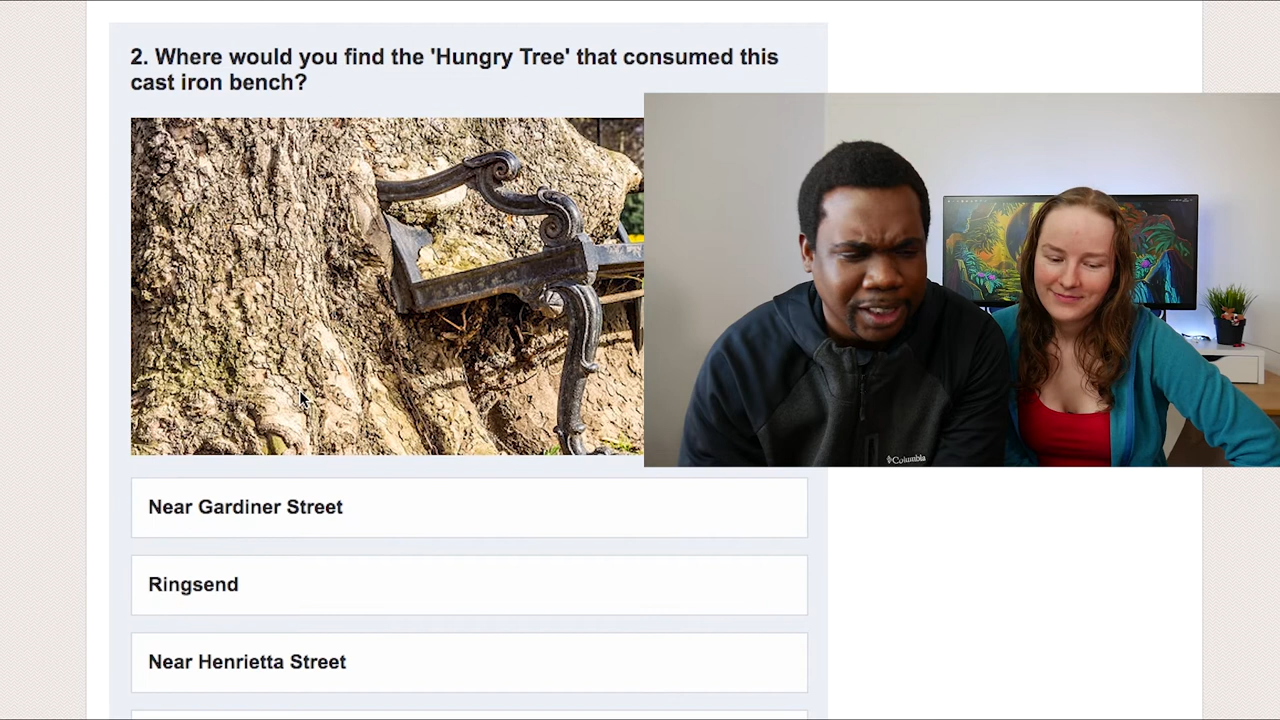 2. Where would you find the 'Hungry Tree' that consumed this
cast iron bench?
Columbia
Near Gardiner Street
Ringsend
Near Henrietta Street